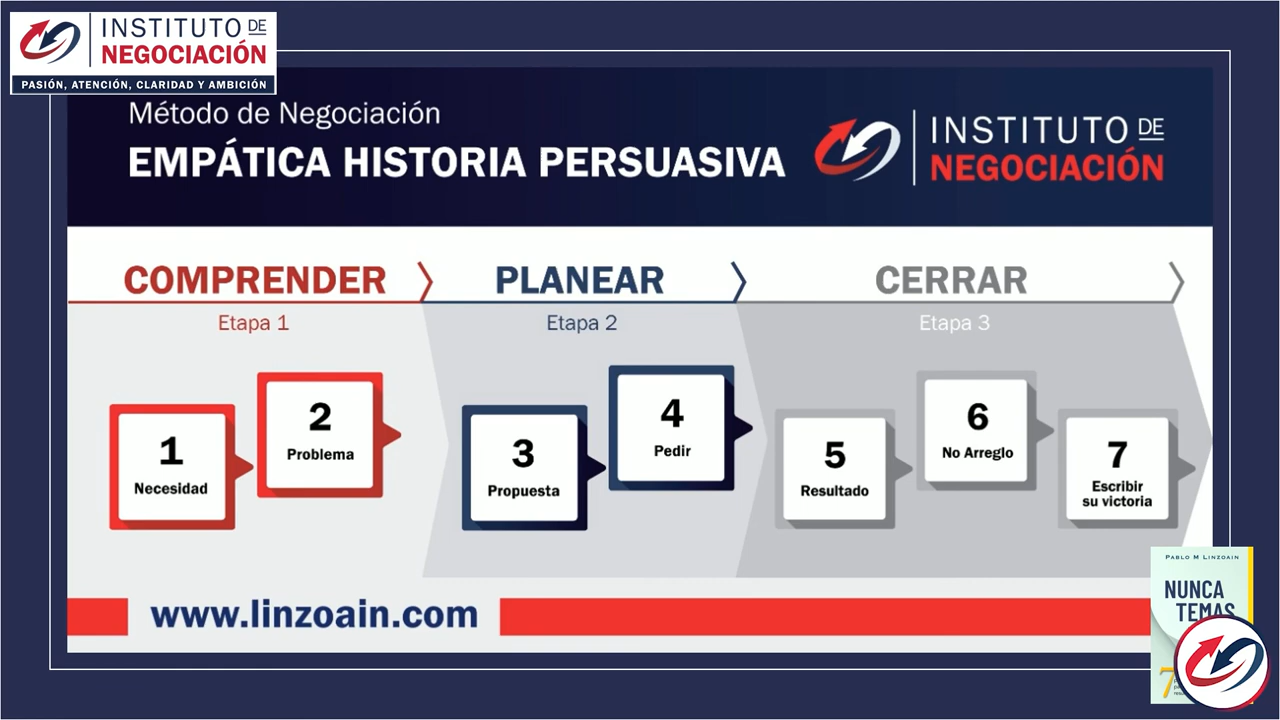 INSTITUTO DE
NEGOCIACIÓN
PASIÓN, ATENCIÓN, CLARIDAD Y AMBICIÓN
Método de Negociación
EMPÁTICA HISTORIA PERSUASIVA
INSTITUTO DE
NEGOCIACIÓN
COMPRENDER
Etapa 1
PLANEAR
Etapa 2
CERRAR
Etapa 3
1
Necesidad
2
Problema
3
Propuesta
4
Pedir
5
Resultado
6
No Arreglo
7
Escribir
su victoria
www.linzoain.com
PABLO M LINZOAIN
NUNCA
TEMAS
7